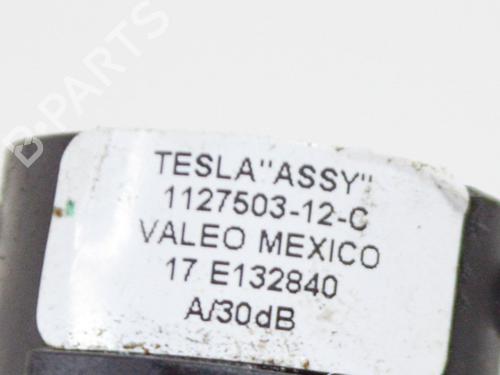 B-PARTS
TESLA"ASSY"
1127503-12-C
VALEO MEXICO
17 E132840
A/30dB